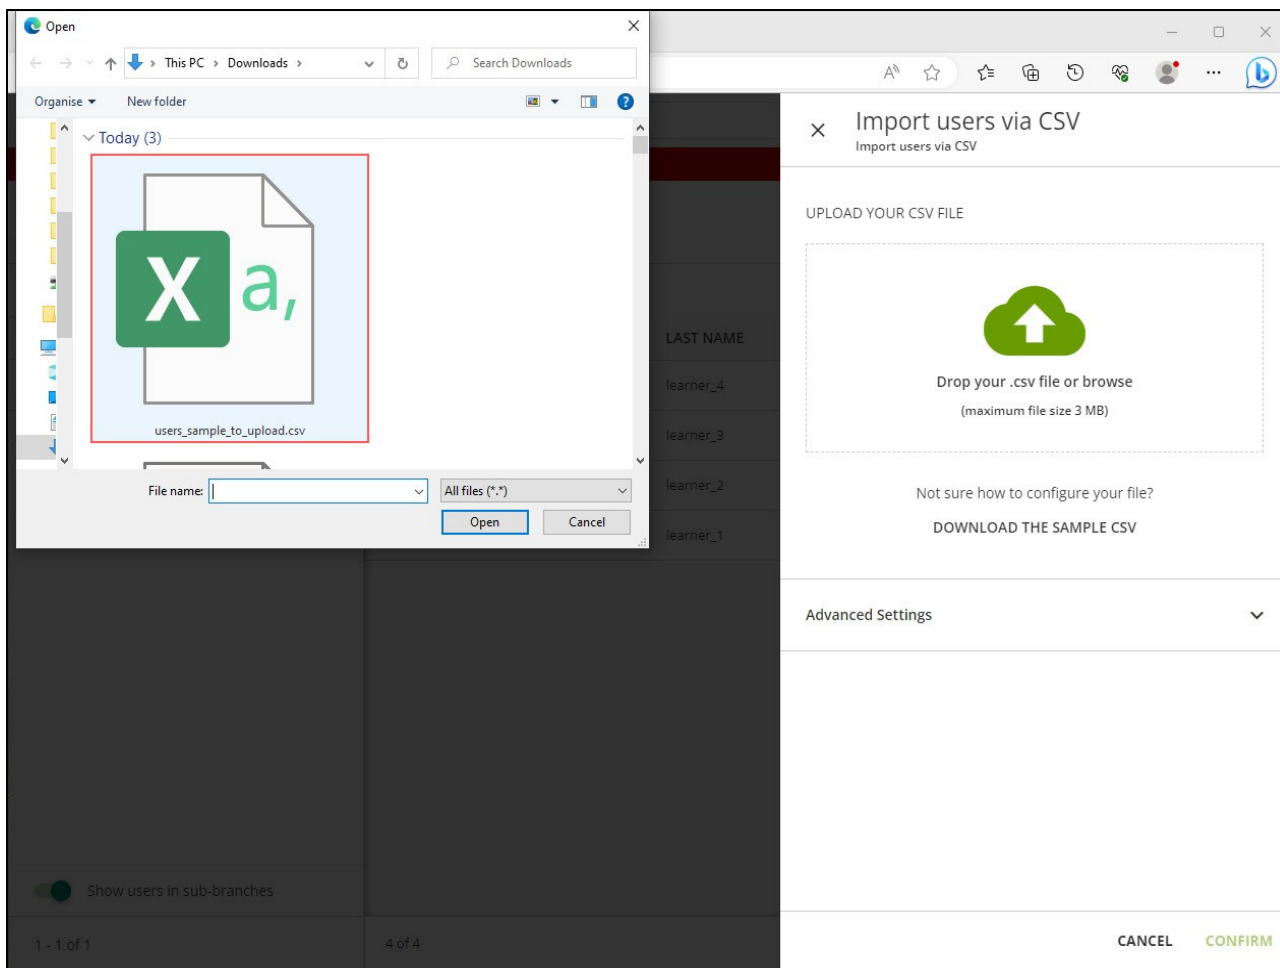 Open
This PC > Downloads >
Search Downloads
Organise
New folder
Today (3)
X a,
users_sample_to_upload.csv
File name:
All files (*.*)
Open
Cancel
Import users via CSV
Import users via CSV
UPLOAD YOUR CSV FILE
Drop your .csv file or browse
(maximum file size 3 MB)
Not sure how to configure your file?
DOWNLOAD THE SAMPLE CSV
Advanced Settings
LAST NAME
learner_4
learner_3
learner_2
learner_1
Show users in sub-branches
1 - 1 of 1
4 of 4
CANCEL
CONFIRM